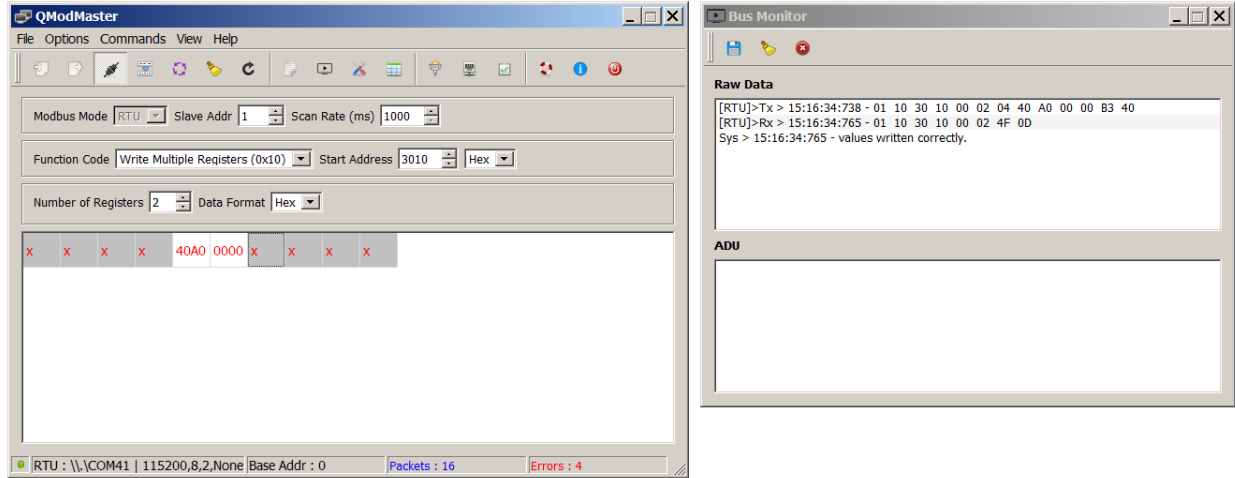 QModMaster
File Options Commands View Help
Modbus Mode RTU Slave Addr 1 Scan Rate (ms) 1000
Function Code Write Multiple Registers (0x10) Start Address 3010 Hex
Number of Registers 2 Data Format Hex
x x x x 40A0 0000 x x x x
RTU : \\.\COM41 | 115200,8,2,None Base Addr : 0 Packets : 16 Errors : 4
Bus Monitor
Raw Data
[RTU]>Tx > 15:16:34:738 - 01 10 30 10 00 02 04 40 A0 00 00 B3 40
[RTU]>Rx > 15:16:34:765 - 01 10 30 10 00 02 4F 0D
Sys > 15:16:34:765 - values written correctly.
ADU